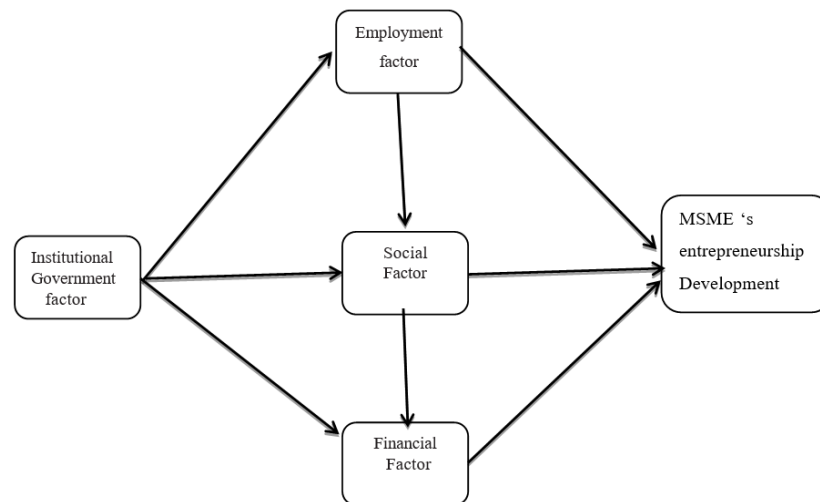 Employment
factor
Institutional
Government
factor
Social
Factor
MSME ‘s
entrepreneurship
Development
Financial
Factor